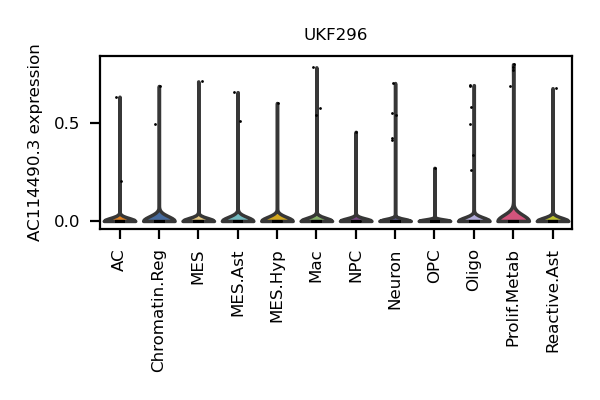 UKF296
AC114490.3 expression
0.5
0.0
AC
Chromatin.Reg
MES
MES.Ast
MES.Hyp
Mac
NPC
Neuron
OPC
Oligo
Prolif.Metab
Reactive.Ast